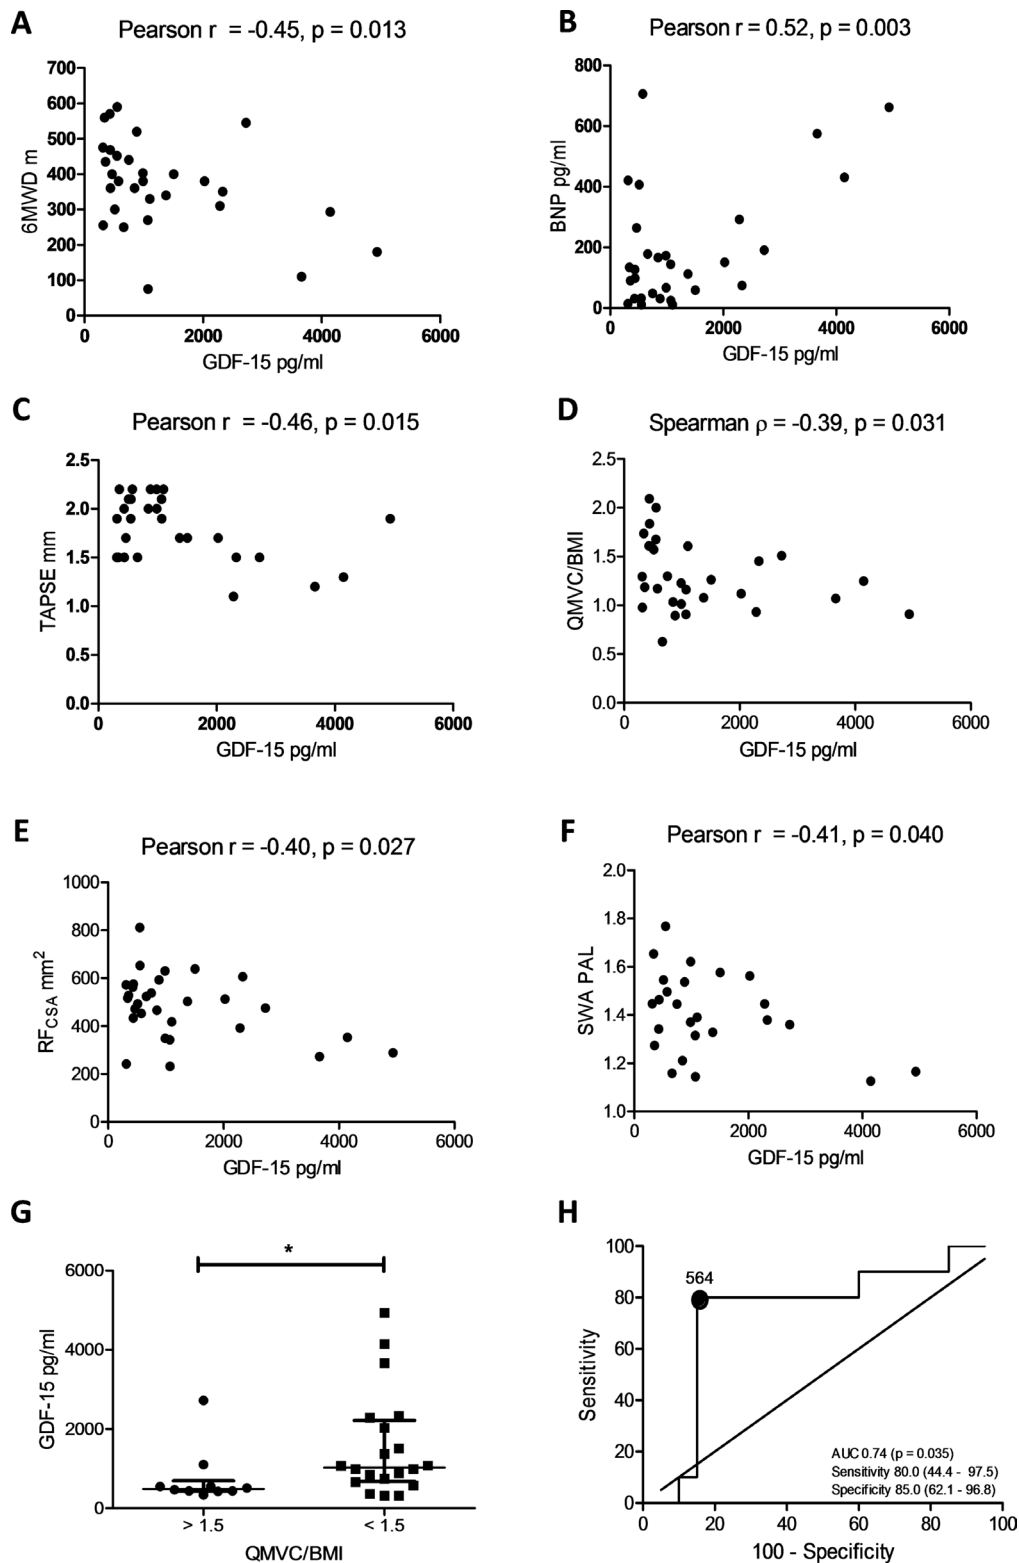 A
Pearson r = -0.45, p = 0.013
700
600
500
400
300
200
100
0
6MWD m
0 2000 4000 6000
GDF-15 pg/ml
B
Pearson r = 0.52, p = 0.003
800
600
400
200
0
BNP pg/ml
0 2000 4000 6000
GDF-15 pg/ml
C
Pearson r = -0.46, p = 0.015
2.5
2.0
1.5
1.0
0.5
0.0
TAPSE mm
0 2000 4000 6000
GDF-15 pg/ml
D
Spearman ρ = -0.39, p = 0.031
2.5
2.0
1.5
1.0
0.5
0.0
QMVC/BMI
0 2000 4000 6000
GDF-15 pg/ml
E
Pearson r = -0.40, p = 0.027
1000
800
600
400
200
0
RFCSA mm2
0 2000 4000 6000
GDF-15 pg/ml
F
Pearson r = -0.41, p = 0.040
2.0
1.8
1.6
1.4
1.2
1.0
SWA PAL
0 2000 4000 6000
GDF-15 pg/ml
G
*
6000
4000
2000
0
GDF-15 pg/ml
> 1.5 < 1.5
QMVC/BMI
H
100
80
60
40
20
0
Sensitivity
564
AUC 0.74 (p = 0.035)
Sensitivity 80.0 (44.4 - 97.5)
Specificity 85.0 (62.1 - 96.8)
0 20 40 60 80 100
100 - Specificity